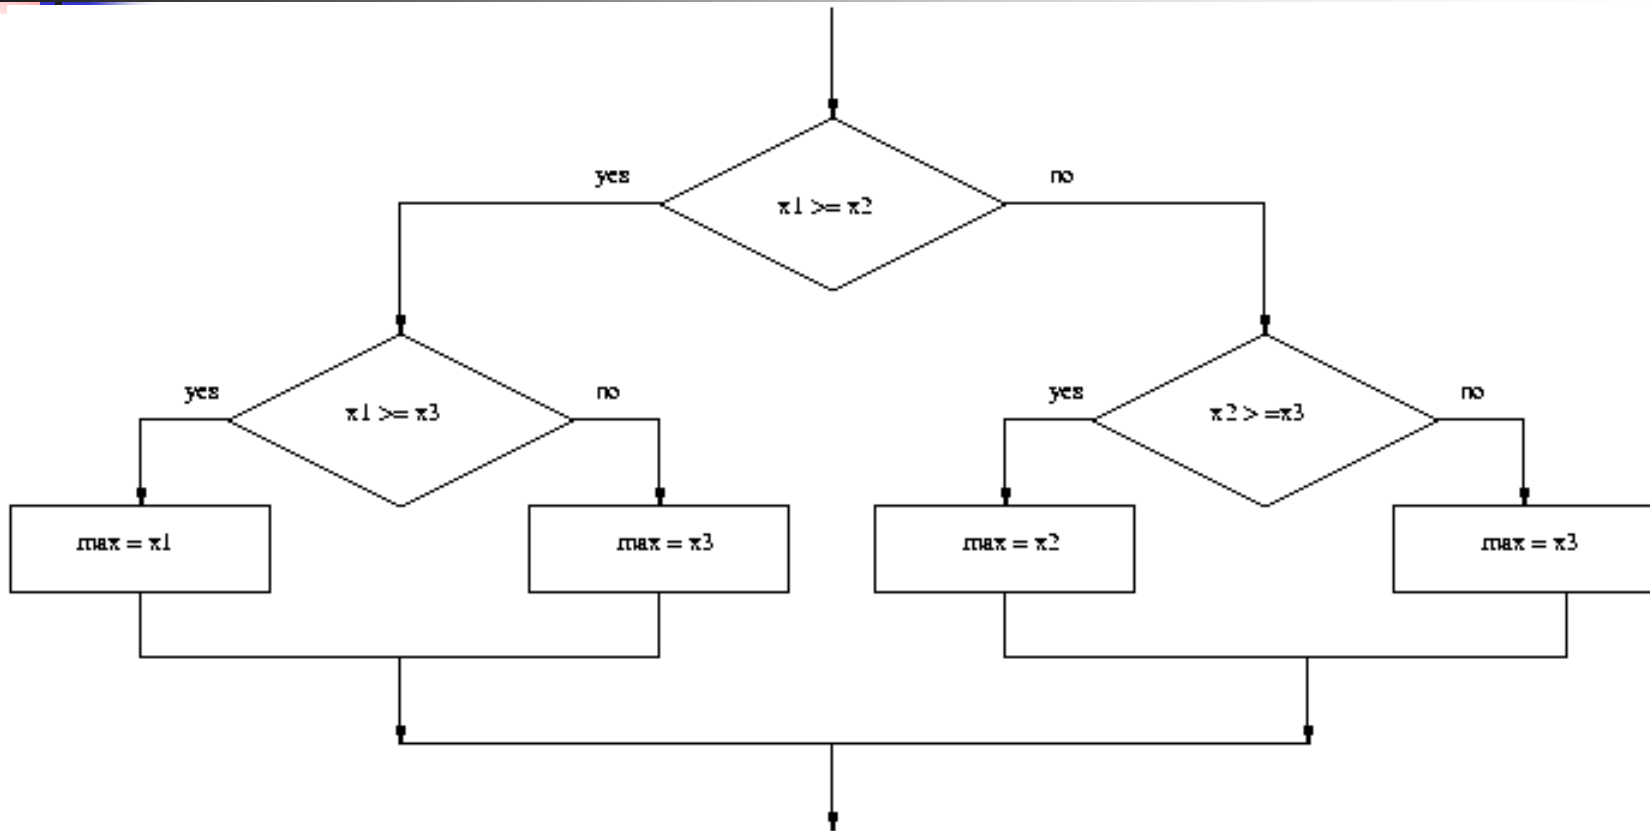 yes
no
x1 >= x2
yes
no
x1 >= x3
yes
no
x2 > =x3
max = x1
max = x3
max = x2
max = x3